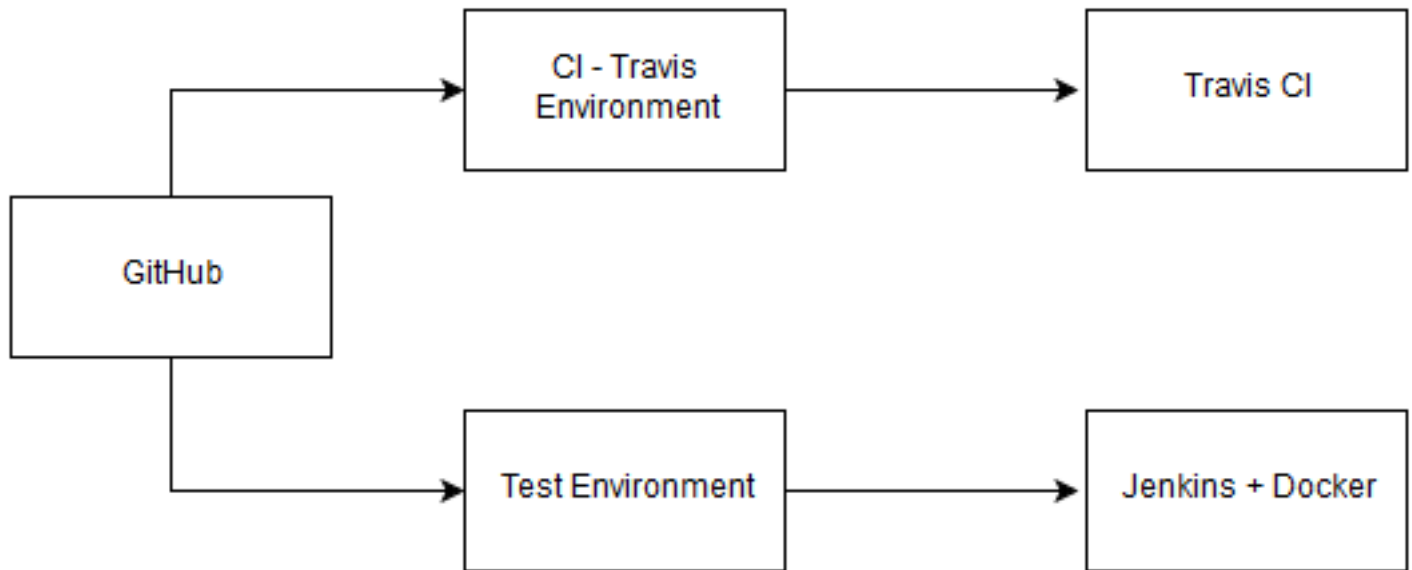 CI - Travis
Environment
Travis CI
GitHub
Test Environment
Jenkins + Docker